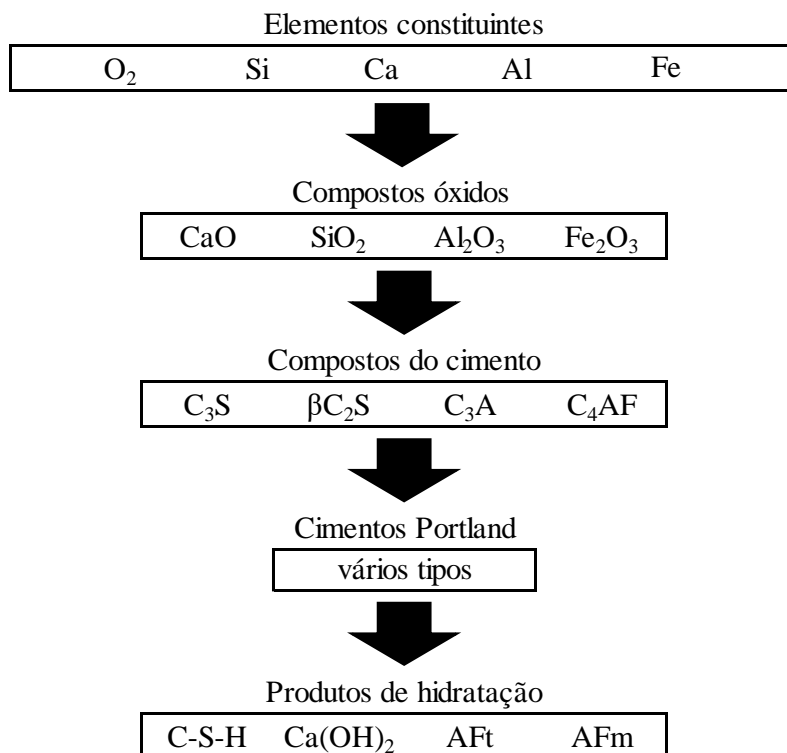 Elementos constituintes
O₂ Si Ca Al Fe
Compostos óxidos
CaO SiO₂ Al₂O₃ Fe₂O₃
Compostos do cimento
C₃S βC₂S C₃A C₄AF
Cimentos Portland
vários tipos
Produtos de hidratação
C-S-H Ca(OH)₂ AFt AFm